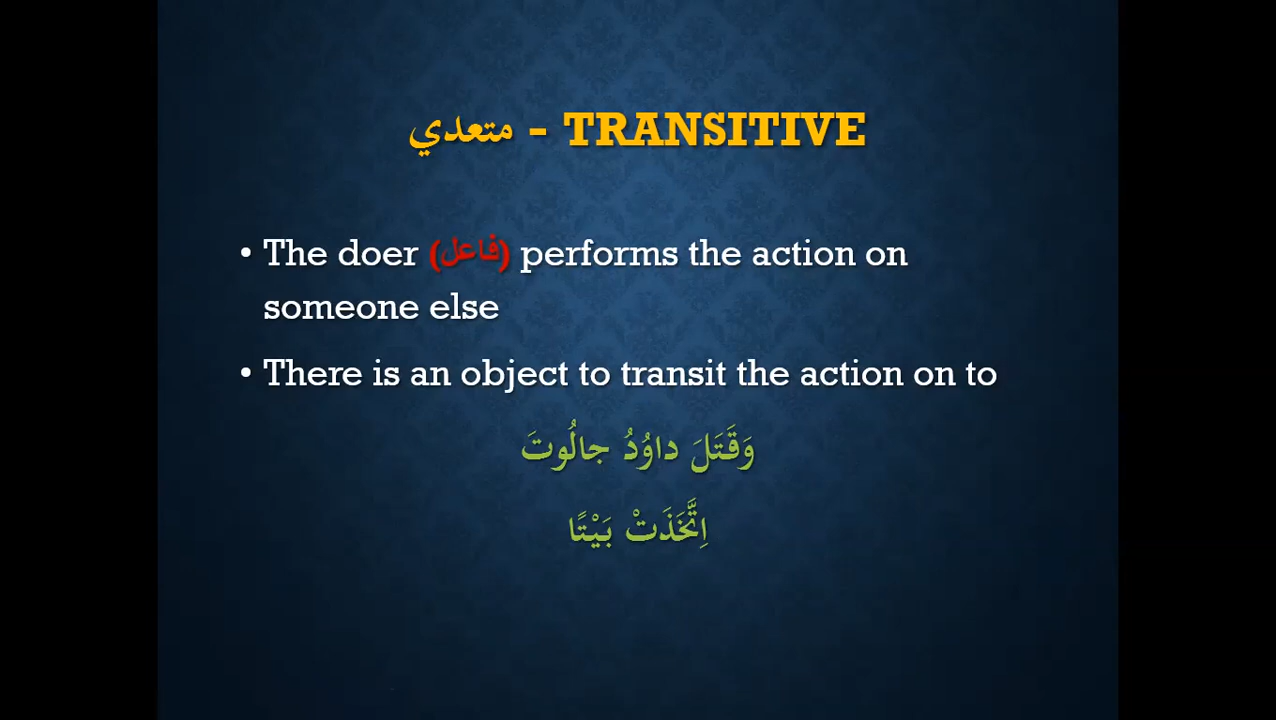 متعدي - TRANSITIVE
• The doer (فاعل) performs the action on
someone else
• There is an object to transit the action on to
وَقَتَلَ داوُدُ جالُوتَ
اِتَّخَذَتْ بَيْتًا